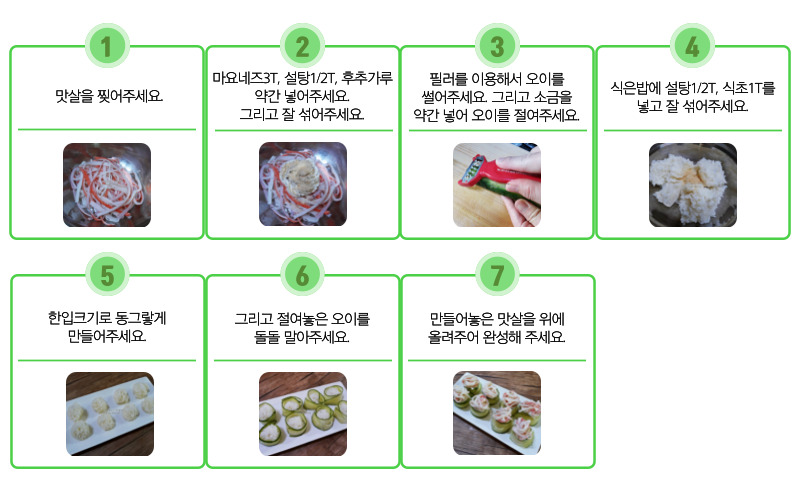 1
맛살을 찢어주세요.
2
마요네즈3T, 설탕1/2T, 후추가루
약간 넣어주세요.
그리고 잘 섞어주세요.
3
필러를 이용해서 오이를
썰어주세요. 그리고 소금을
약간 넣어 오이를 절여주세요.
4
식은밥에 설탕1/2T, 식초1T를
넣고 잘 섞어주세요.
5
한입크기로 동그랗게
만들어주세요.
6
그리고 절여놓은 오이를
돌돌 말아주세요.
7
만들어놓은 맛살을 위에
올려주어 완성해 주세요.